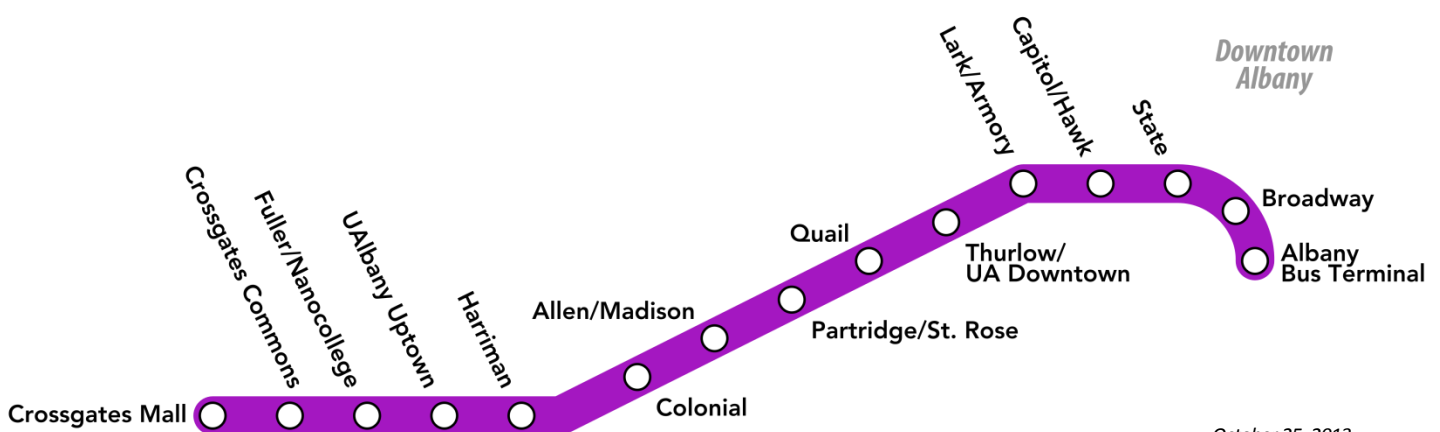 Downtown
Albany
Lark/Armory
Capitol/Hawk
State
Broadway
Albany
Bus Terminal
Thurlow/
UA Downtown
Quail
Partridge/St. Rose
Allen/Madison
Colonial
Harriman
UAlbany Uptown
Fuller/Nanocollege
Crossgates Commons
Crossgates Mall